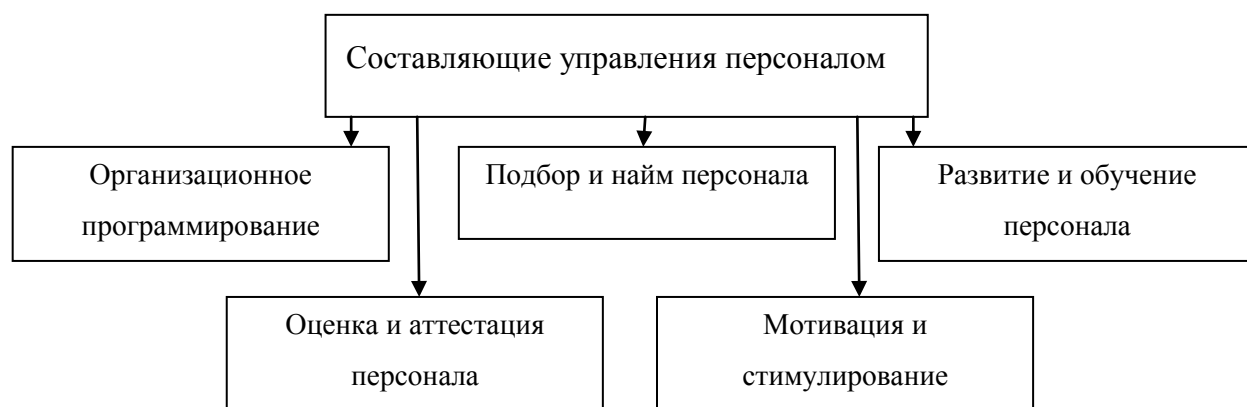 Составляющие управления персоналом
Организационное
программирование
Подбор и найм персонала
Развитие и обучение
персонала
Оценка и аттестация
персонала
Мотивация и
стимулирование